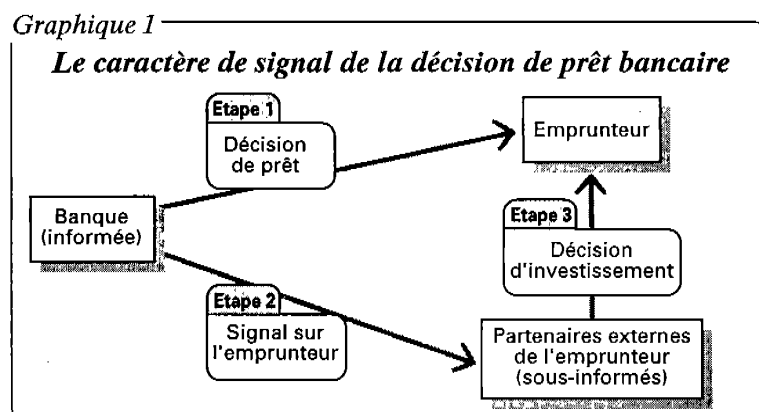 Graphique 1
Le caractère de signal de la décision de prêt bancaire
Etape 1
Décision
de prêt
Emprunteur
Banque
(informée)
Etape 3
Décision
d'investissement
Etape 2
Signal sur
l'emprunteur
Partenaires externes
de l'emprunteur
(sous-informés)